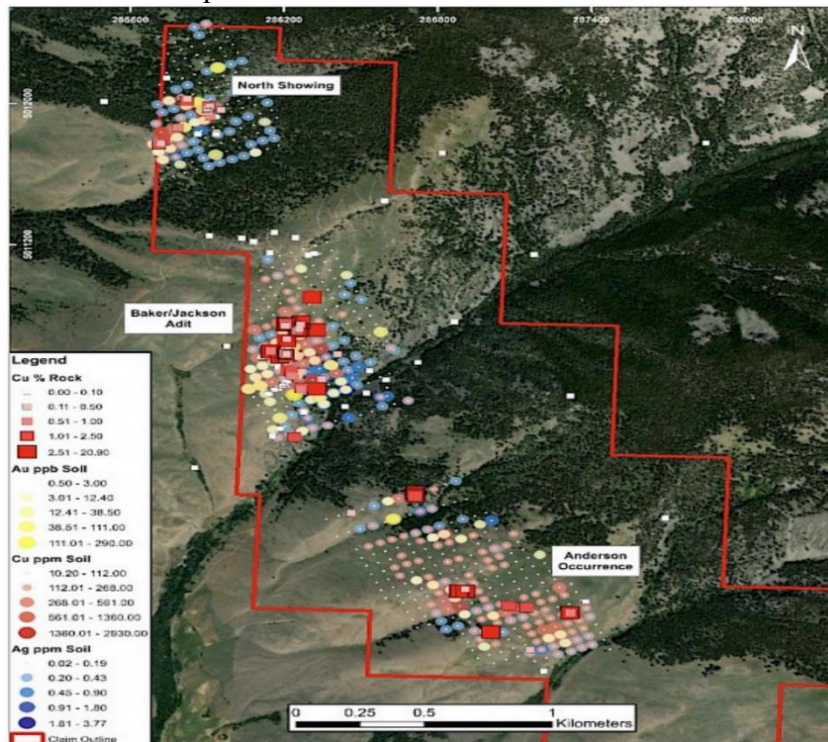 285600 286200 286800 287400 288000
N
North Showing
5012000
5011200
Baker/Jackson
Adit
Anderson
Occurrence
Legend
Cu % Rock
0.00 - 0.10
0.11 - 0.50
0.51 - 1.00
1.01 - 2.50
2.51 - 20.90
Au ppb Soil
0.50 - 3.00
3.01 - 12.40
12.41 - 38.50
38.51 - 111.00
111.01 - 290.00
Cu ppm Soil
10.20 - 112.00
112.01 - 268.00
268.01 - 561.00
561.01 - 1360.00
1360.01 - 2830.00
Ag ppm Soil
0.02 - 0.19
0.20 - 0.43
0.45 - 0.90
0.91 - 1.80
1.81 - 3.77
Claim Outline
0 0.25 0.5 1
Kilometers